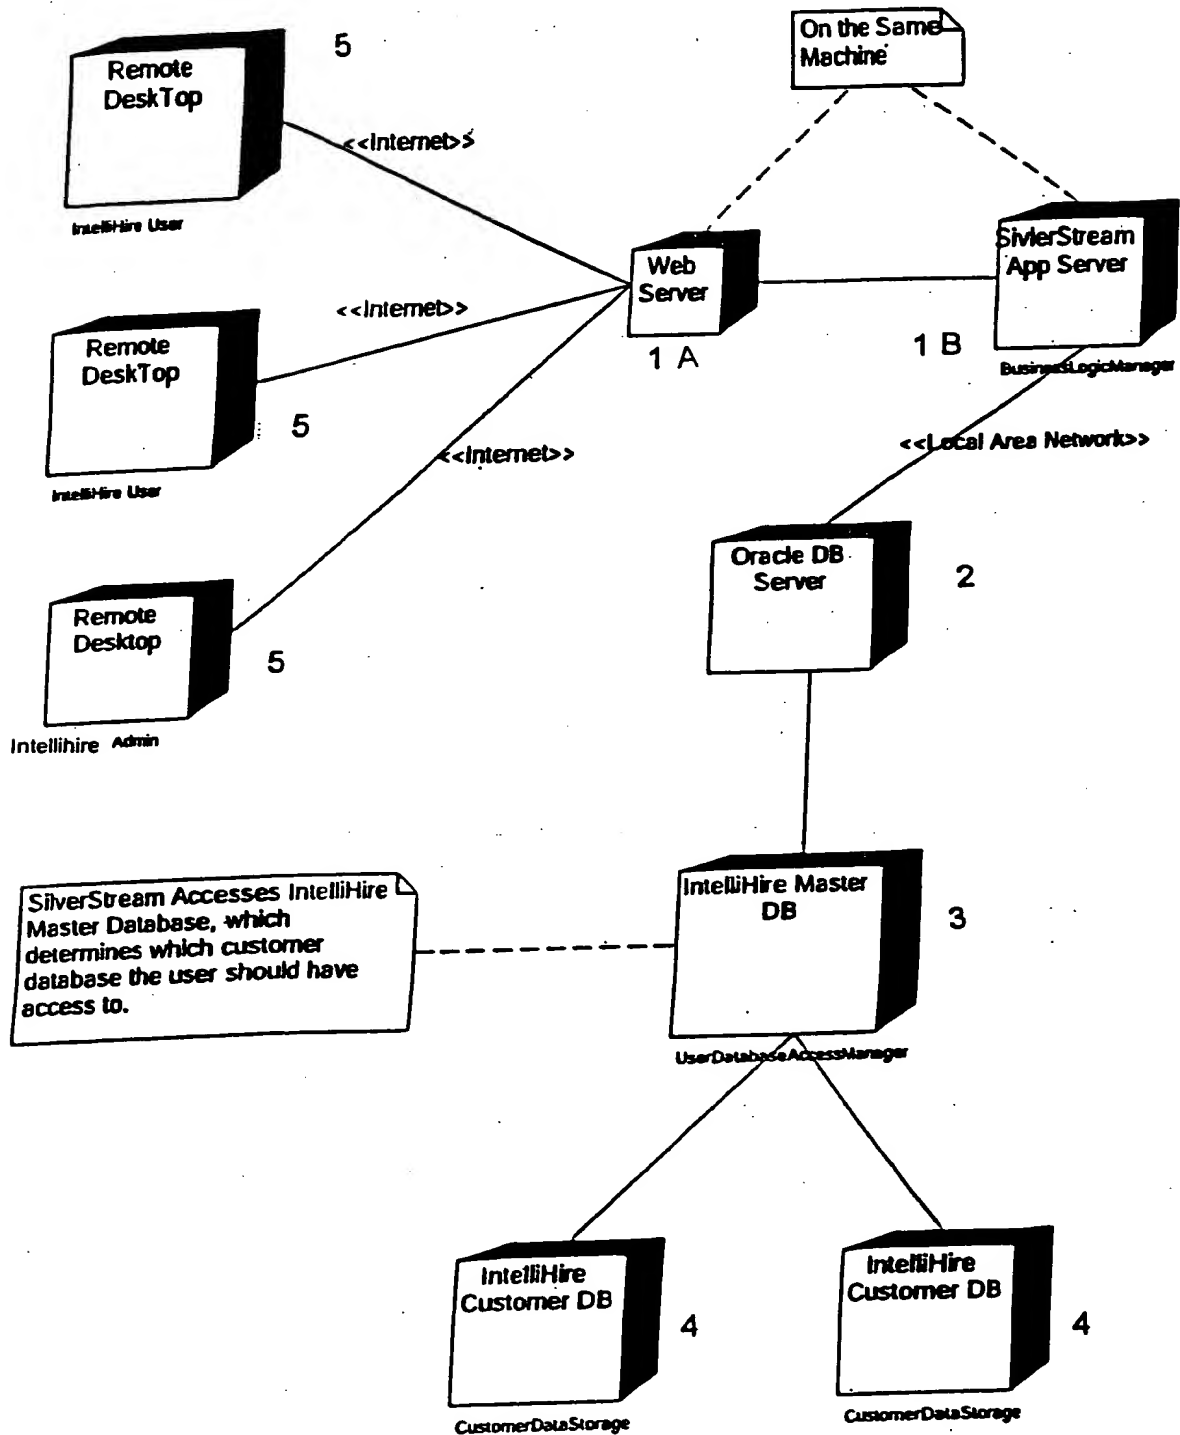 5
On the Same
Machine
Remote
DeskTop
<<Internet>>
IntelliHire User
SivlerStream
App Server
Web
Server
<<Internet>>
Remote
DeskTop
1 A
1 B
BusinessLogicManager
5
<<Local Area Network>>
<<Internet>>
IntelliHire User
Oracle DB
Server
2
Remote
Desktop
5
Intellihire Admin
IntelliHire Master
DB
3
SilverStream Accesses IntelliHire
Master Database, which
determines which customer
database the user should have
access to.
UserDatabaseAccessManager
IntelliHire
Customer DB
4
IntelliHire
Customer DB
4
CustomerDataStorage
CustomerDataStorage